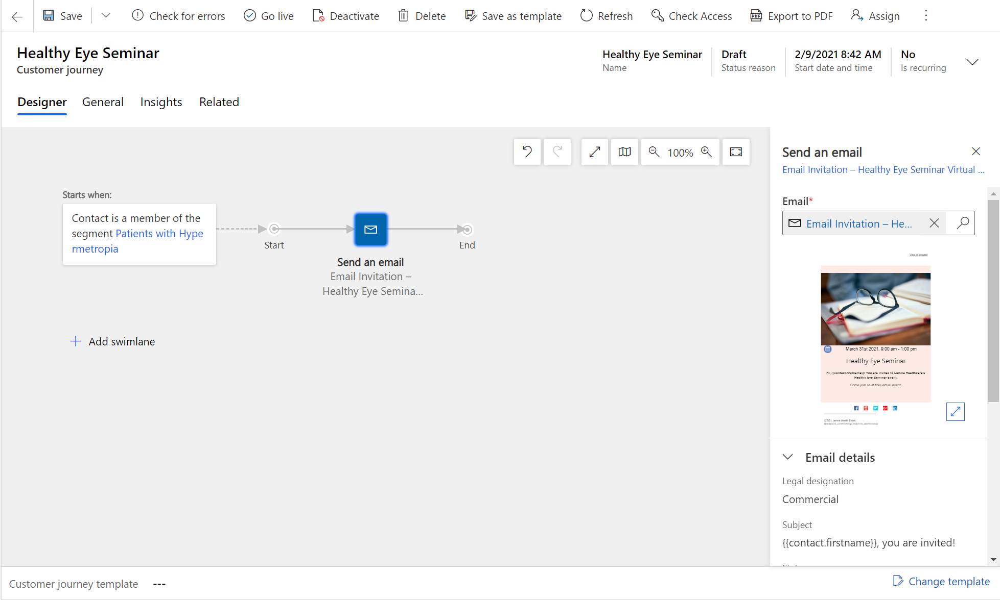 Save
Check for errors
Go live
Deactivate
Delete
Save as template
Refresh
Check Access
Export to PDF
Assign
Healthy Eye Seminar
Customer journey
Healthy Eye Seminar
Name
Draft
Status reason
2/9/2021 8:42 AM
Start date and time
No
Is recurring
Designer
General
Insights
Related
100%
Starts when:
Contact is a member of the
segment Patients with Hype
rmetropia
Start
Send an email
Email Invitation –
Healthy Eye Semina...
End
Add swimlane
Send an email
Email Invitation – Healthy Eye Seminar Virtual ...
Email*
Email Invitation – He...
View in browser
March 31st 2021, 9:00 am - 1:00 pm
Healthy Eye Seminar
Hi, {{contact.firstname}}! You are invited to Lamna Healthcare's
Healthy Eye Seminar Event.
Come join us at this virtual event.
©2021 Lamna Health Event
Email details
Legal designation
Commercial
Subject
{{contact.firstname}}, you are invited!
Customer journey template
---
Change template